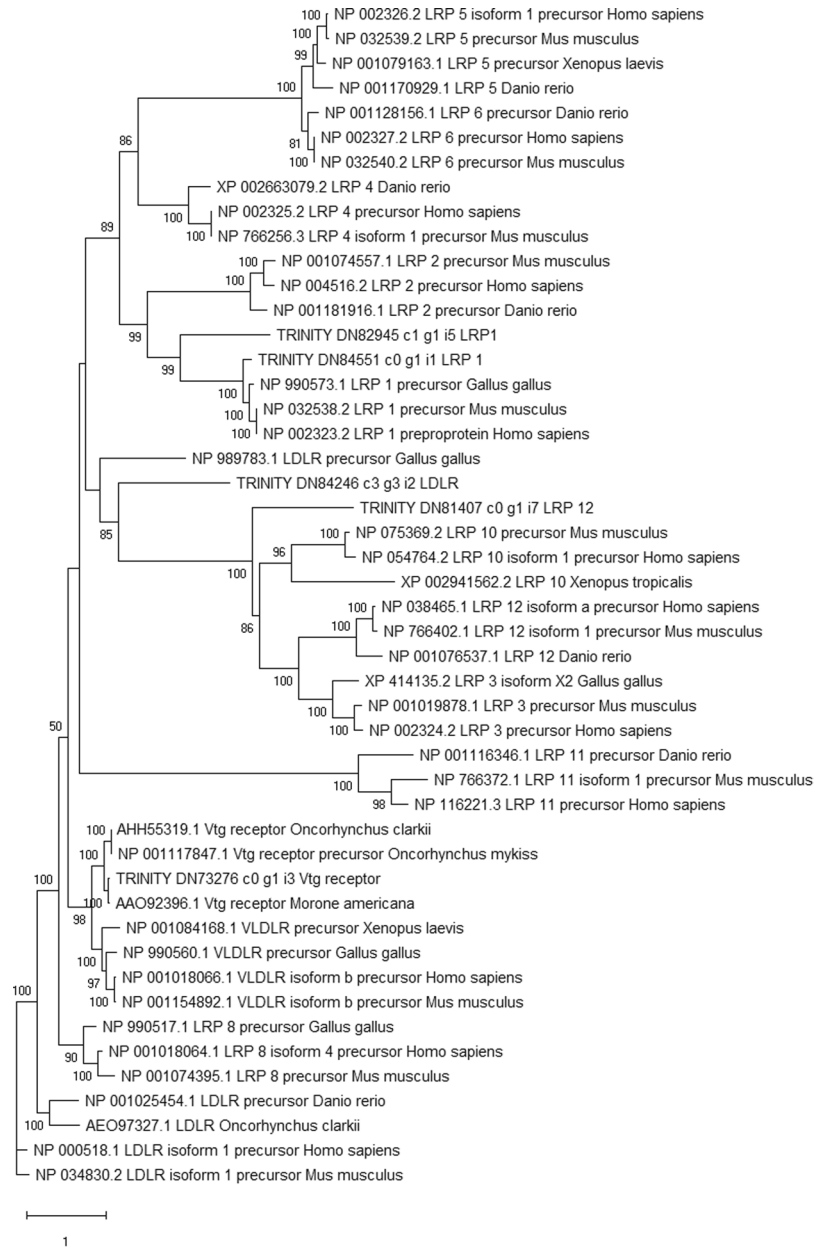 100
NP 002326.2 LRP 5 isoform 1 precursor Homo sapiens
100
NP 032539.2 LRP 5 precursor Mus musculus
99
NP 001079163.1 LRP 5 precursor Xenopus laevis
100
NP 001170929.1 LRP 5 Danio rerio
NP 001128156.1 LRP 6 precursor Danio rerio
86
81
NP 002327.2 LRP 6 precursor Homo sapiens
100
NP 032540.2 LRP 6 precursor Mus musculus
XP 002663079.2 LRP 4 Danio rerio
100
NP 002325.2 LRP 4 precursor Homo sapiens
89
100
NP 766256.3 LRP 4 isoform 1 precursor Mus musculus
100
NP 001074557.1 LRP 2 precursor Mus musculus
100
NP 004516.2 LRP 2 precursor Homo sapiens
NP 001181916.1 LRP 2 precursor Danio rerio
99
TRINITY DN82945 c1 g1 i5 LRP1
99
TRINITY DN84551 c0 g1 i1 LRP 1
100
NP 990573.1 LRP 1 precursor Gallus gallus
100
NP 032538.2 LRP 1 precursor Mus musculus
100
NP 002323.2 LRP 1 preproprotein Homo sapiens
NP 989783.1 LDLR precursor Gallus gallus
TRINITY DN84246 c3 g3 i2 LDLR
TRINITY DN81407 c0 g1 i7 LRP 12
85
100
NP 075369.2 LRP 10 precursor Mus musculus
96
NP 054764.2 LRP 10 isoform 1 precursor Homo sapiens
100
XP 002941562.2 LRP 10 Xenopus tropicalis
100
NP 038465.1 LRP 12 isoform a precursor Homo sapiens
86
100
NP 766402.1 LRP 12 isoform 1 precursor Mus musculus
NP 001076537.1 LRP 12 Danio rerio
100
XP 414135.2 LRP 3 isoform X2 Gallus gallus
100
NP 001019878.1 LRP 3 precursor Mus musculus
50
100
NP 002324.2 LRP 3 precursor Homo sapiens
NP 001116346.1 LRP 11 precursor Danio rerio
100
NP 766372.1 LRP 11 isoform 1 precursor Mus musculus
98
NP 116221.3 LRP 11 precursor Homo sapiens
100
AHH55319.1 Vtg receptor Oncorhynchus clarkii
100
NP 001117847.1 Vtg receptor precursor Oncorhynchus mykiss
100
TRINITY DN73276 c0 g1 i3 Vtg receptor
100
AAO92396.1 Vtg receptor Morone americana
98
NP 001084168.1 VLDLR precursor Xenopus laevis
100
NP 990560.1 VLDLR precursor Gallus gallus
97
NP 001018066.1 VLDLR isoform b precursor Homo sapiens
100
100
NP 001154892.1 VLDLR isoform b precursor Mus musculus
NP 990517.1 LRP 8 precursor Gallus gallus
90
NP 001018064.1 LRP 8 isoform 4 precursor Homo sapiens
100
NP 001074395.1 LRP 8 precursor Mus musculus
NP 001025454.1 LDLR precursor Danio rerio
100
AEO97327.1 LDLR Oncorhynchus clarkii
NP 000518.1 LDLR isoform 1 precursor Homo sapiens
NP 034830.2 LDLR isoform 1 precursor Mus musculus
1